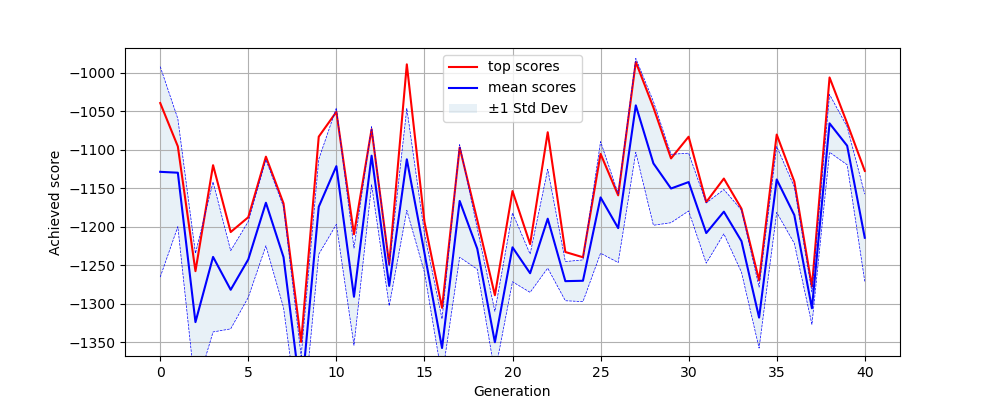 −1000
−1050
−1100
−1150
−1200
−1250
−1300
−1350
Achieved score
top scores
mean scores
±1 Std Dev
0 5 10 15 20 25 30 35 40
Generation